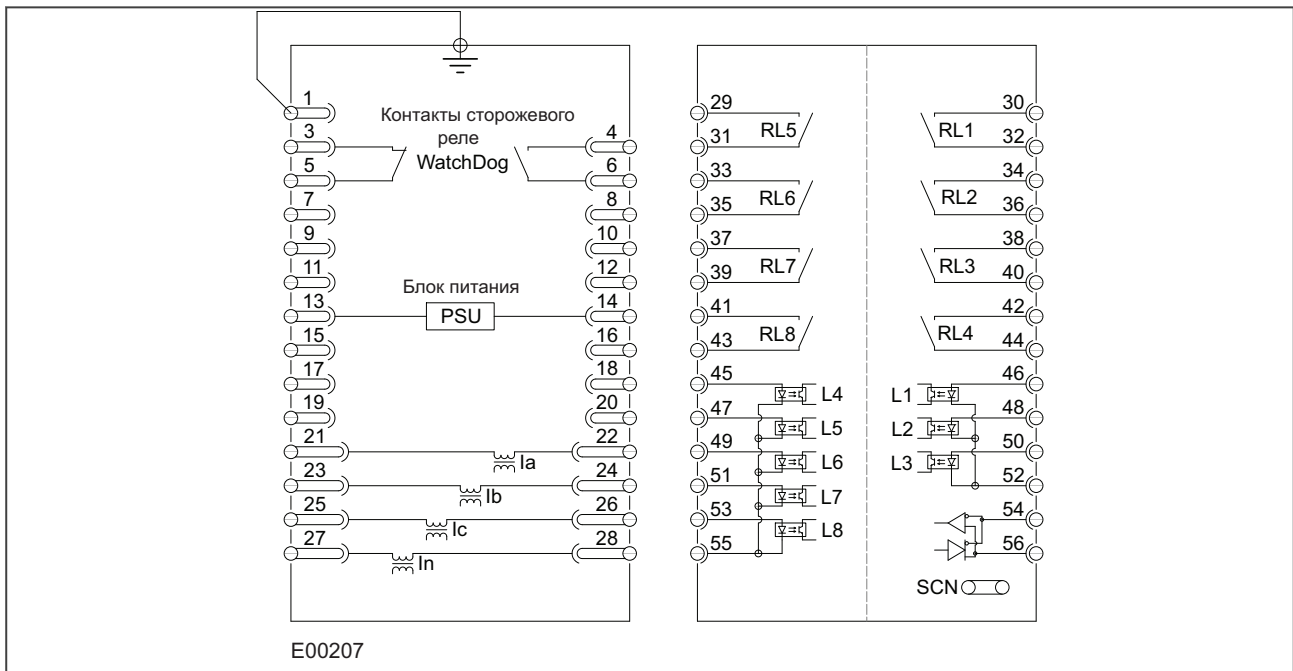 1
Контакты сторожевого
3 реле 4
WatchDog
5 6
7 8
9 10
11 12
Блок питания
13 PSU 14
15 16
17 18
19 20
21 22
Ia
23 24
Ib
25 26
Ic
27 28
In
E00207
29 30
RL5 RL1
31 32
33 34
RL6 RL2
35 36
37 38
RL7 RL3
39 40
41 42
RL8 RL4
43 44
45 46
L4 L1
47 48
L5 L2
49 50
L6 L3
51 52
L7
53 54
L8
55 56
SCN